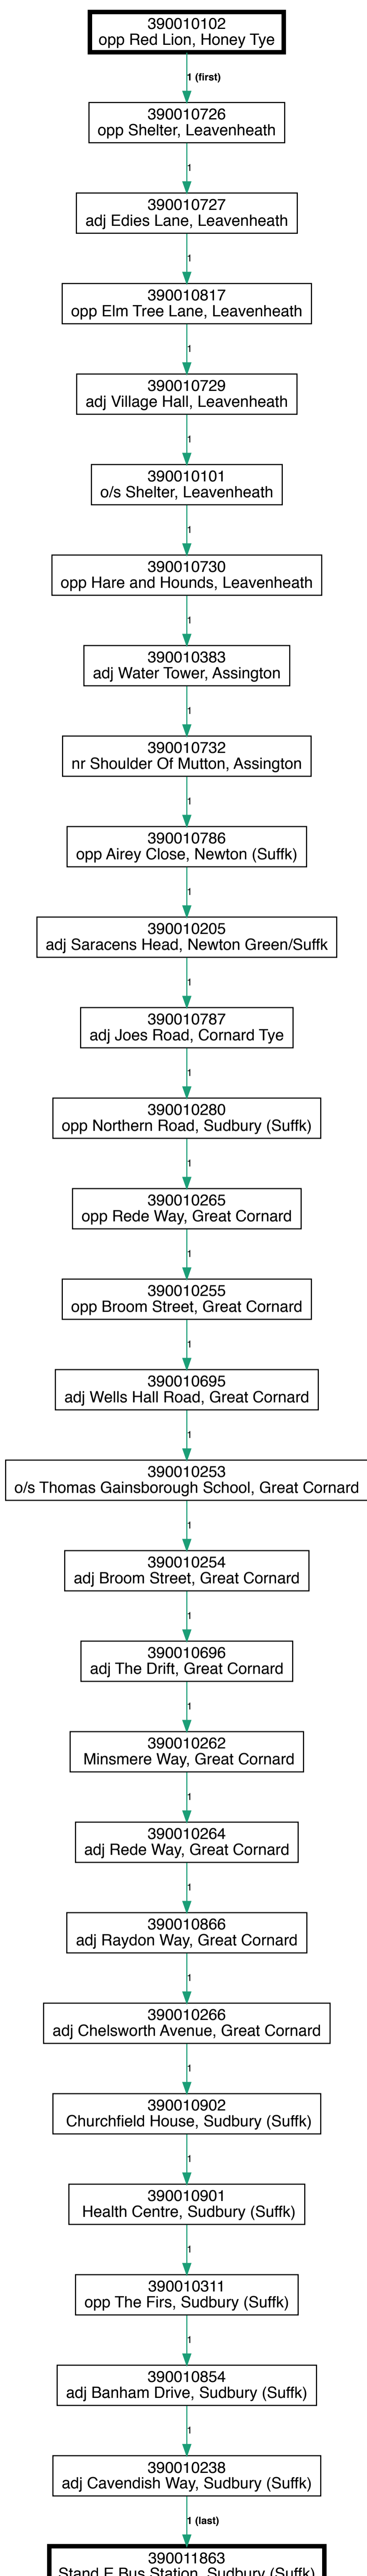 390010102
opp Red Lion, Honey Tye
1 (first)
390010726
opp Shelter, Leavenheath
1
390010727
adj Edies Lane, Leavenheath
1
390010817
opp Elm Tree Lane, Leavenheath
1
390010729
adj Village Hall, Leavenheath
1
390010101
o/s Shelter, Leavenheath
1
390010730
opp Hare and Hounds, Leavenheath
1
390010383
adj Water Tower, Assington
1
390010732
nr Shoulder Of Mutton, Assington
1
390010786
opp Airey Close, Newton (Suffk)
1
390010205
adj Saracens Head, Newton Green/Suffk
1
390010787
adj Joes Road, Cornard Tye
1
390010280
opp Northern Road, Sudbury (Suffk)
1
390010265
opp Rede Way, Great Cornard
1
390010255
opp Broom Street, Great Cornard
1
390010695
adj Wells Hall Road, Great Cornard
1
390010253
o/s Thomas Gainsborough School, Great Cornard
1
390010254
adj Broom Street, Great Cornard
1
390010696
adj The Drift, Great Cornard
1
390010262
Minsmere Way, Great Cornard
1
390010264
adj Rede Way, Great Cornard
1
390010866
adj Raydon Way, Great Cornard
1
390010266
adj Chelsworth Avenue, Great Cornard
1
390010902
Churchfield House, Sudbury (Suffk)
1
390010901
Health Centre, Sudbury (Suffk)
1
390010311
opp The Firs, Sudbury (Suffk)
1
390010854
adj Banham Drive, Sudbury (Suffk)
1
390010238
adj Cavendish Way, Sudbury (Suffk)
1 (last)
390011863
Stand E Bus Station, Sudbury (Suffk)